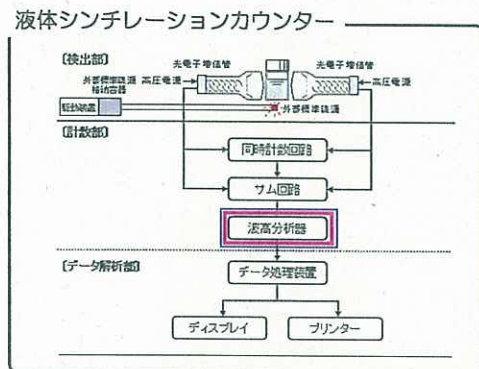 液体シンチレーションカウンター
〔検出部〕
光電子増倍管
光電子増倍管
外部標準線源
格納容器
高圧電源
高圧電源
駆動装置
外部標準線源
〔計数部〕
同時計数回路
サム回路
波高分析器
〔データ解析部〕
データ処理装置
ディスプレイ
プリンター